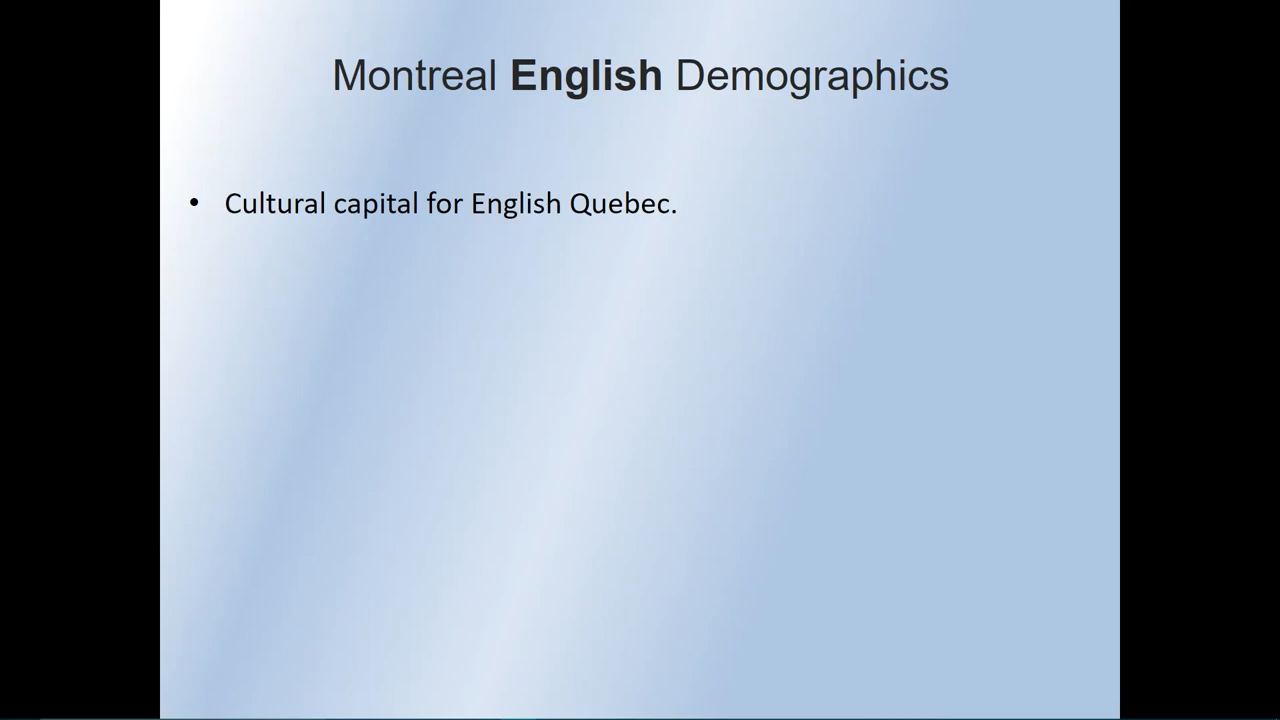 Montreal English Demographics
• Cultural capital for English Quebec.